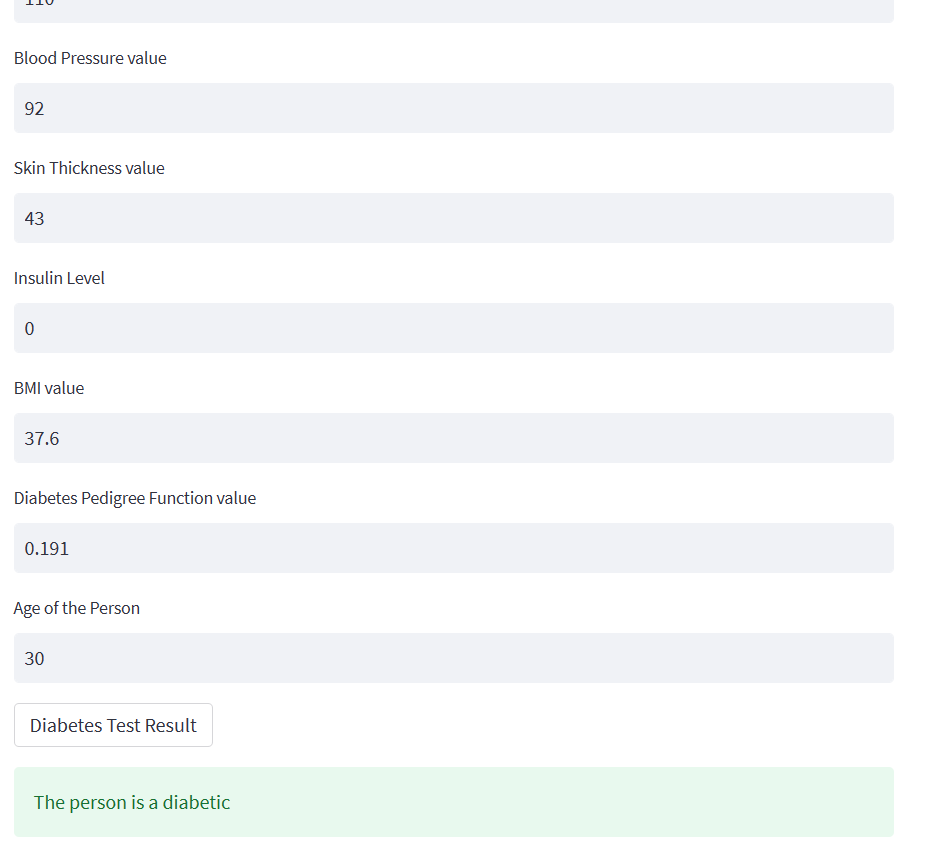 110
Blood Pressure value
92
Skin Thickness value
43
Insulin Level
0
BMI value
37.6
Diabetes Pedigree Function value
0.191
Age of the Person
30
Diabetes Test Result
The person is a diabetic